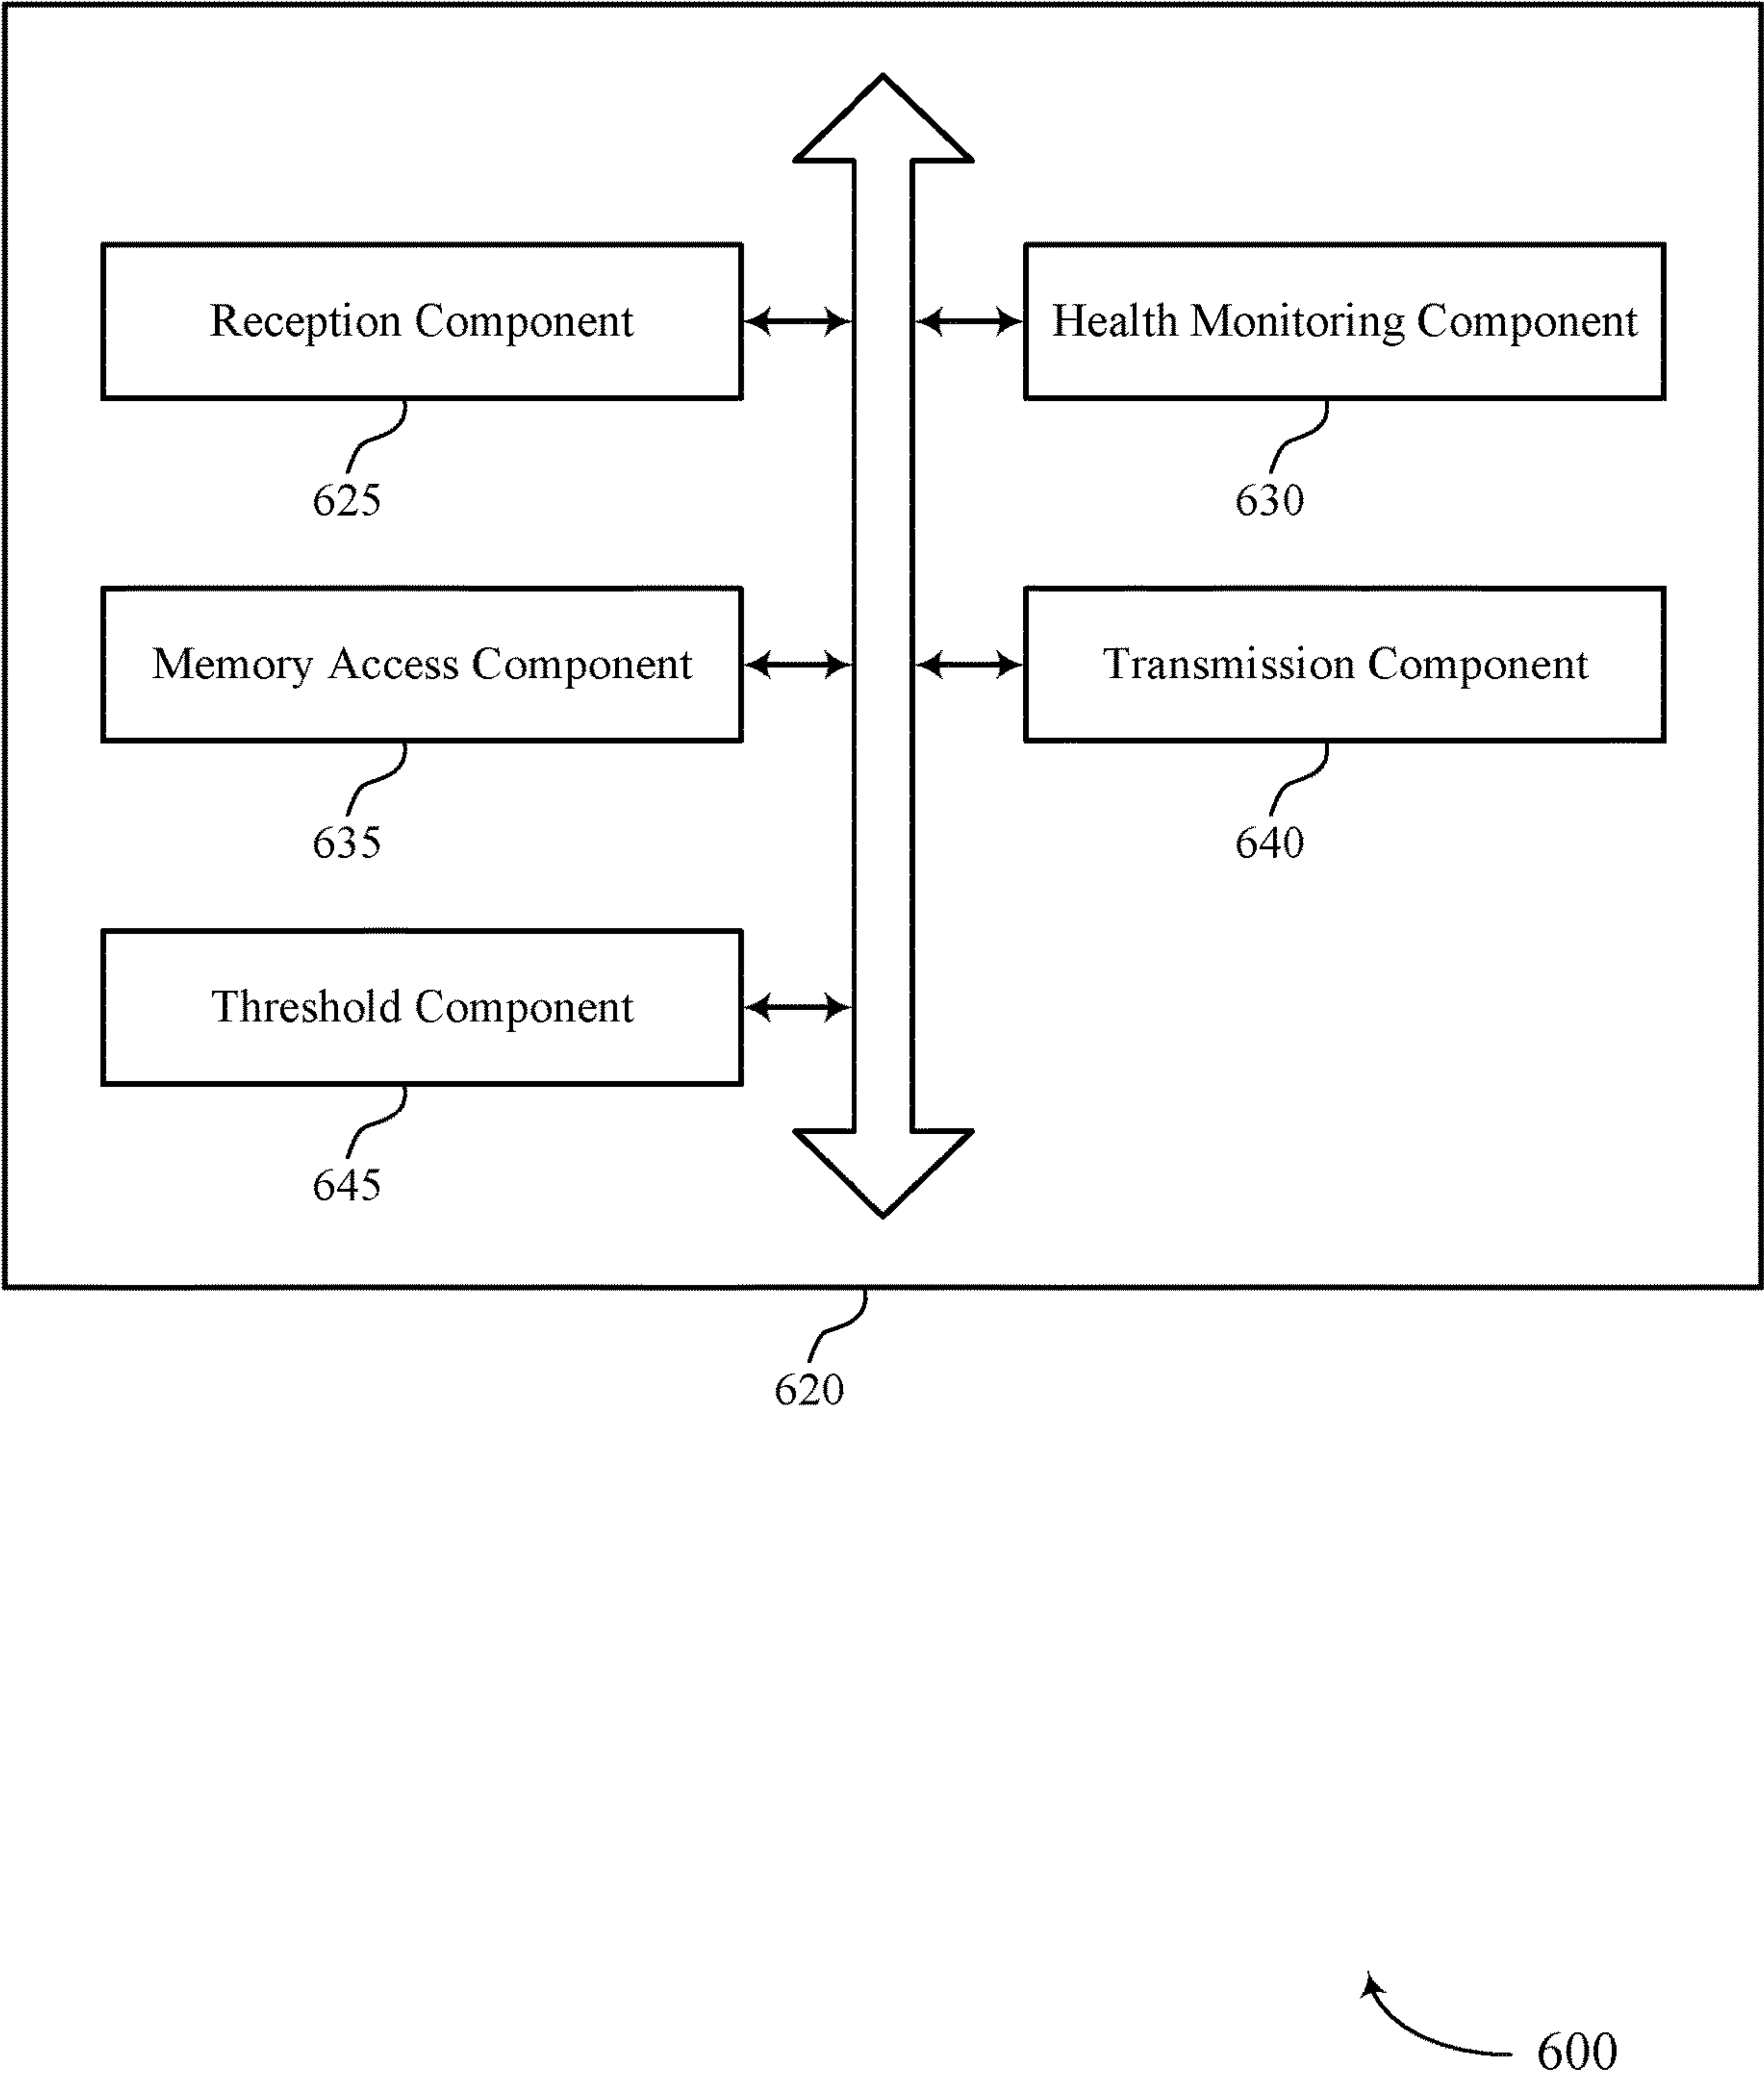 Reception Component
625
Health Monitoring Component
630
Memory Access Component
635
Transmission Component
640
Threshold Component
645
620
600